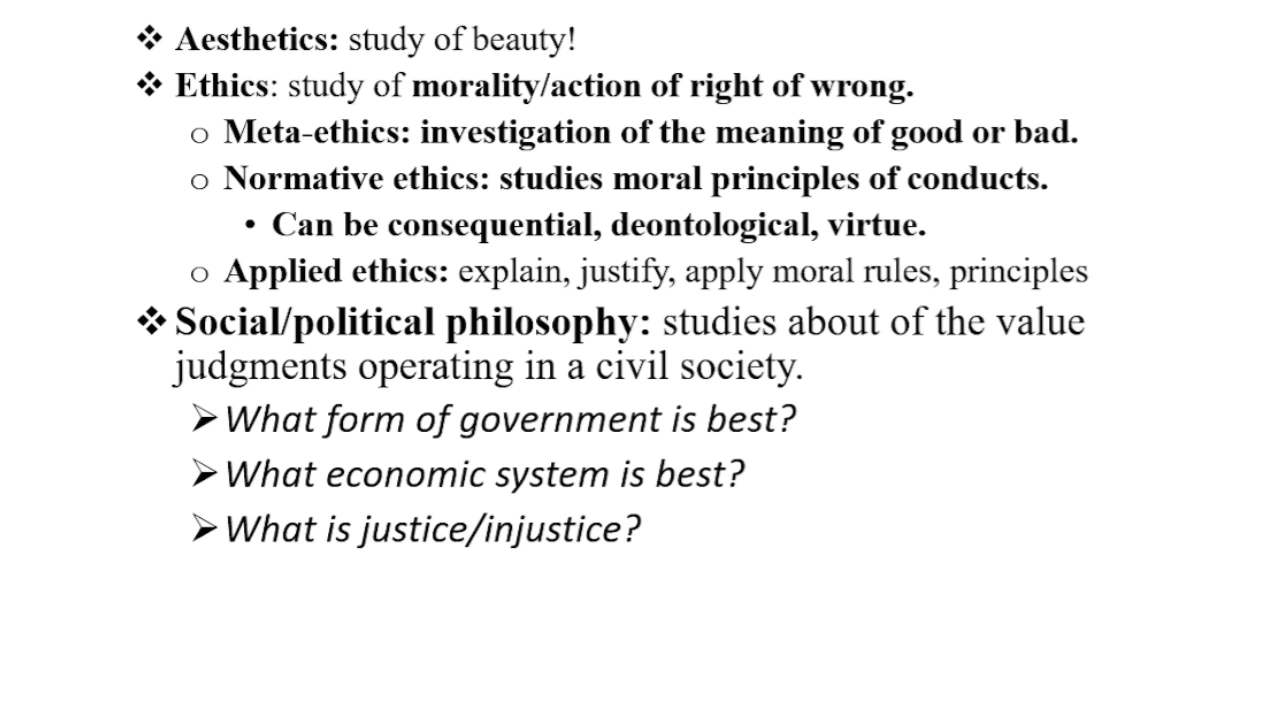 ❖ Aesthetics: study of beauty!
❖ Ethics: study of morality/action of right of wrong.
o Meta-ethics: investigation of the meaning of good or bad.
o Normative ethics: studies moral principles of conducts.
• Can be consequential, deontological, virtue.
o Applied ethics: explain, justify, apply moral rules, principles
❖ Social/political philosophy: studies about of the value
judgments operating in a civil society.
➢ What form of government is best?
➢ What economic system is best?
➢ What is justice/injustice?